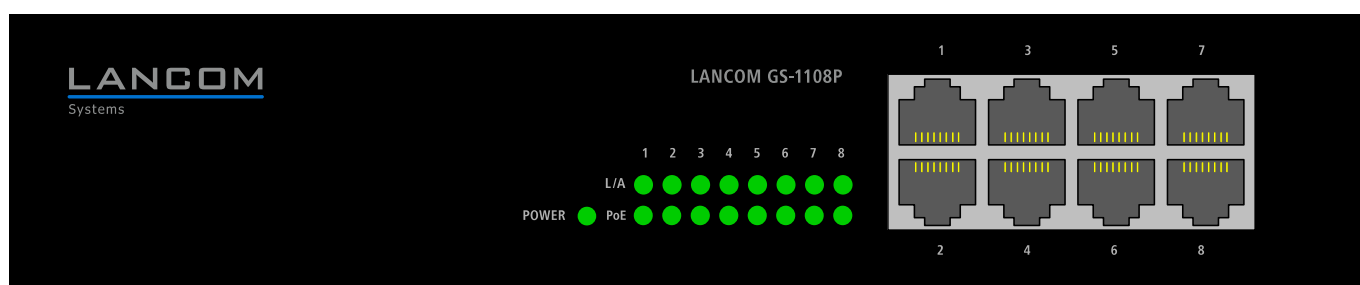 LANCOM
Systems
LANCOM GS-1108P
1 3 5 7
1 2 3 4 5 6 7 8
L/A
POWER PoE
2 4 6 8